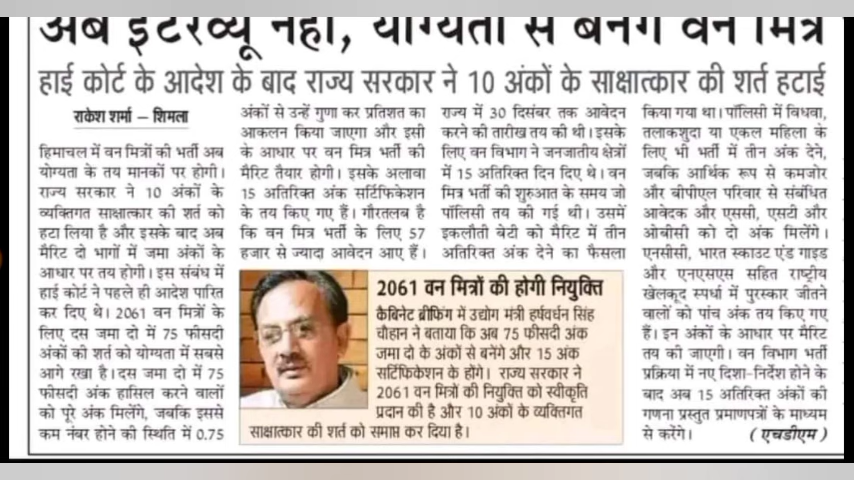 अब इंटरव्यू नहीं, योग्यता से बनेंगे वन मित्र
हाई कोर्ट के आदेश के बाद राज्य सरकार ने 10 अंकों के साक्षात्कार की शर्त हटाई
राकेश शर्मा – शिमला
हिमाचल में वन मित्रों की भर्ती अब
योग्यता के तय मानकों पर होगी।
राज्य सरकार ने 10 अंकों के
व्यक्तिगत साक्षात्कार की शर्त को
हटा लिया है और इसके बाद अब
मैरिट दो भागों में जमा अंकों के
आधार पर तय होगी। इस संबंध में
हाई कोर्ट ने पहले ही आदेश पारित
कर दिए थे। 2061 वन मित्रों के
लिए दस जमा दो में 75 फीसदी
अंकों की शर्त को योग्यता में सबसे
आगे रखा है। दस जमा दो में 75
फीसदी अंक हासिल करने वालों
को पूरे अंक मिलेंगे, जबकि इससे
कम नंबर होने की स्थिति में 0.75
अंकों से उन्हें गुणा कर प्रतिशत का
आकलन किया जाएगा और इसी
के आधार पर वन मित्र भर्ती की
मैरिट तैयार होगी। इसके अलावा
15 अतिरिक्त अंक सर्टिफिकेशन
के तय किए गए हैं। गौरतलब है
कि वन मित्र भर्ती के लिए 57
हजार से ज्यादा आवेदन आए हैं।
राज्य में 30 दिसंबर तक आवेदन
करने की तारीख तय की थी। इसके
लिए वन विभाग ने जनजातीय क्षेत्रों
में 15 अतिरिक्त दिन दिए थे। वन
मित्र भर्ती की शुरुआत के समय जो
पॉलिसी तय की गई थी। उसमें
इकलौती बेटी को मैरिट में तीन
अतिरिक्त अंक देने का फैसला
किया गया था। पॉलिसी में विधवा,
तलाकशुदा या एकल महिला के
लिए भी भर्ती में तीन अंक देने,
जबकि आर्थिक रूप से कमजोर
और बीपीएल परिवार से संबंधित
आवेदक और एससी, एसटी और
ओबीसी को दो अंक मिलेंगे।
एनसीसी, भारत स्काउट एंड गाइड
और एनएसएस सहित राष्ट्रीय
खेलकूद स्पर्धा में पुरस्कार जीतने
वालों को पांच अंक तय किए गए
हैं। इन अंकों के आधार पर मैरिट
तय की जाएगी। वन विभाग भर्ती
प्रक्रिया में नए दिशा-निर्देश होने के
बाद अब 15 अतिरिक्त अंकों की
गणना प्रस्तुत प्रमाणपत्रों के माध्यम
से करेंगे। (एचडीएम)
2061 वन मित्रों की होगी नियुक्ति
कैबिनेट ब्रीफिंग में उद्योग मंत्री हर्षवर्धन सिंह
चौहान ने बताया कि अब 75 फीसदी अंक
जमा दो के अंकों से बनेंगे और 15 अंक
सर्टिफिकेशन के होंगे। राज्य सरकार ने
2061 वन मित्रों की नियुक्ति को स्वीकृति
प्रदान की है और 10 अंकों के व्यक्तिगत
साक्षात्कार की शर्त को समाप्त कर दिया है।